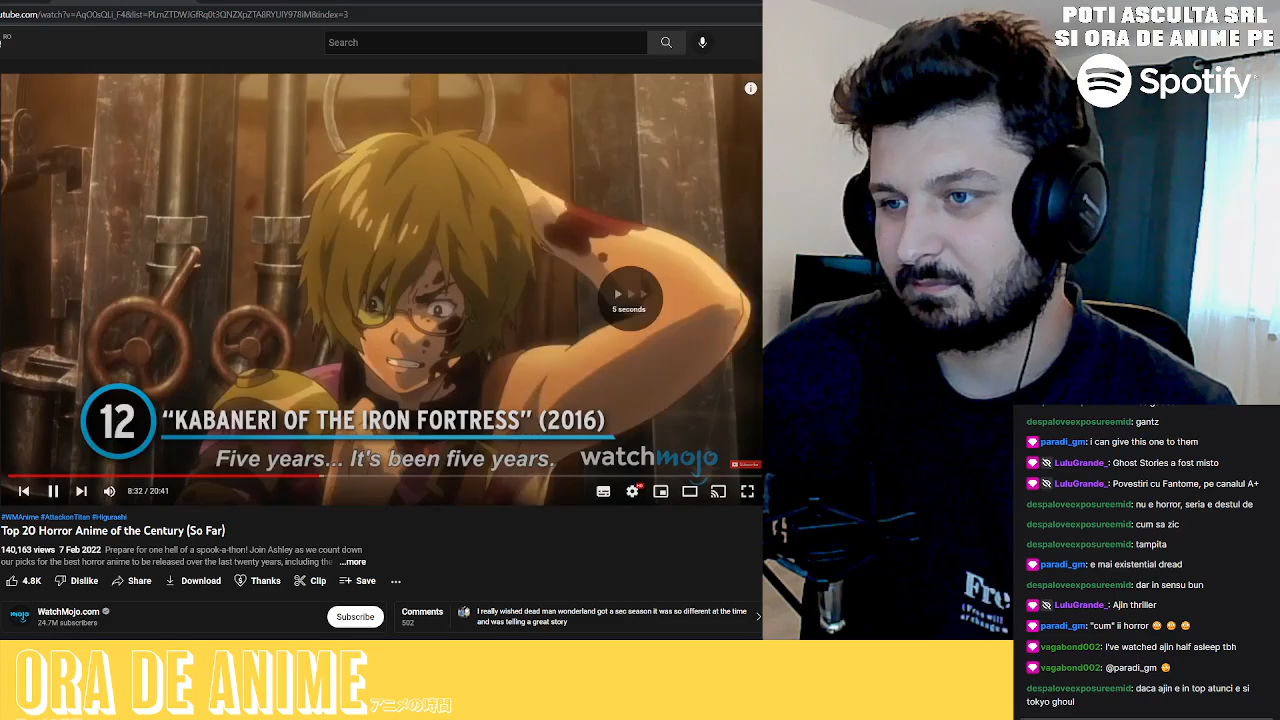 utube.com/watch?v=AqO0sQLi_F4&list=PLmZTDWJGfRq0t3QNZXpZTA8RYUlY978iM&index=3
RO
Search
5 seconds
12
“KABANERI OF THE IRON FORTRESS” (2016)
Five years... It's been five years.
watchmojo
Subscribe
8:32 / 20:41
HD
#WMAnime #AttackonTitan #Higurashi
Top 20 Horror Anime of the Century (So Far)
140,163 views 7 Feb 2022 Prepare for one hell of a spook-a-thon! Join Ashley as we count down
our picks for the best horror anime to be released over the last twenty years, including the ...more
4.8K Dislike Share Download Thanks Clip Save
mojo
WatchMojo.com
24.7M subscribers
Subscribe
Comments
502
I really wished dead man wonderland got a sec season it was so different at the time
and was telling a great story
POTI ASCULTA SRL
SI ORA DE ANIME PE
Spotify
Fre
despaloveexposureemid: gantz
paradi_gm: i can give this one to them
LuluGrande_: Ghost Stories a fost misto
LuluGrande_: Povestiri cu Fantome, pe canalul A+
despaloveexposureemid: nu e horror, seria e destul de
despaloveexposureemid: cum sa zic
despaloveexposureemid: tampita
paradi_gm: e mai existential dread
despaloveexposureemid: dar in sensu bun
LuluGrande_: Ajin thriller
paradi_gm: "cum" ii horror
vagabond002: I've watched ajin half asleep tbh
vagabond002: @paradi_gm
despaloveexposureemid: daca ajin e in top atunci e si
tokyo ghoul
ORA DE ANIME
アニメの時間